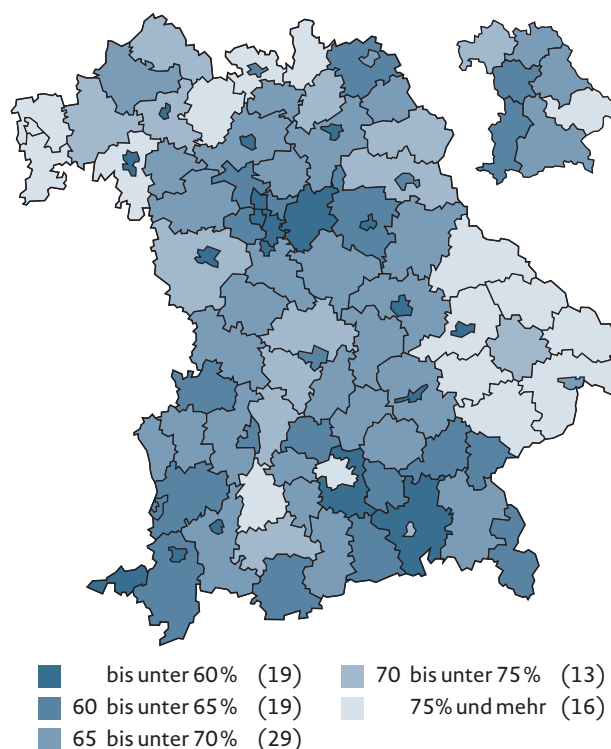 bis unter 60% (19)
60 bis unter 65% (19)
65 bis unter 70% (29)
70 bis unter 75% (13)
75% und mehr (16)